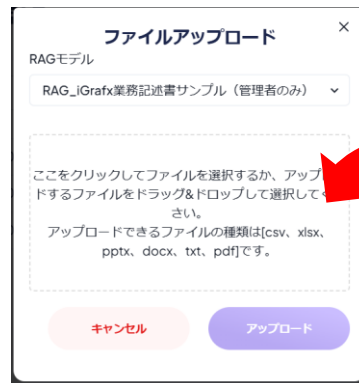 ファイルアップロード
×
RAGモデル
RAG_iGrafx業務記述書サンプル（管理者のみ）
ここをクリックしてファイルを選択するか、アップ
ドするファイルをドラッグ&ドロップして選択して
さい。
アップロードできるファイルの種類は[csv、xlsx、
pptx、docx、txt、pdf]です。
キャンセル
アップロード